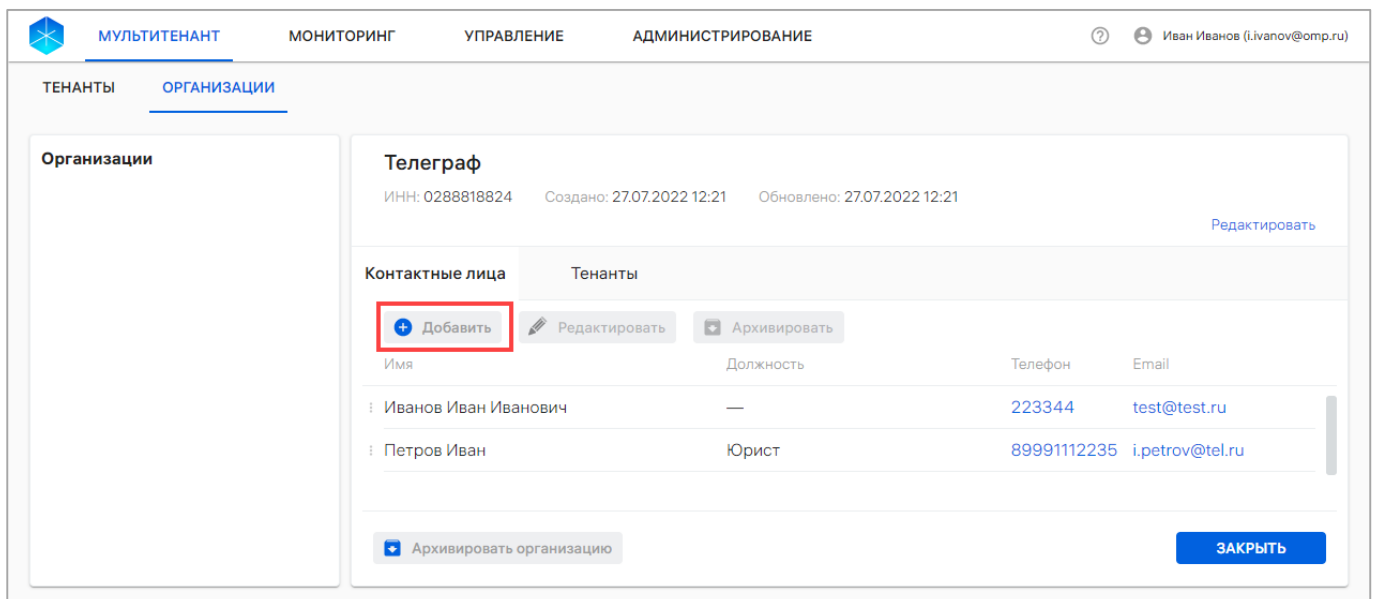 МУЛЬТИТЕНАНТ МОНИТОРИНГ УПРАВЛЕНИЕ АДМИНИСТРИРОВАНИЕ ? Иван Иванов (i.ivanov@omp.ru)
ТЕНАНТЫ ОРГАНИЗАЦИИ
Организации
Телеграф
ИНН: 0288818824 Создано: 27.07.2022 12:21 Обновлено: 27.07.2022 12:21
Редактировать
Контактные лица Тенанты
Добавить Редактировать Архивировать
Имя Должность Телефон Email
Иванов Иван Иванович — 223344 test@test.ru
Петров Иван Юрист 89991112235 i.petrov@tel.ru
Архивировать организацию ЗАКРЫТЬ